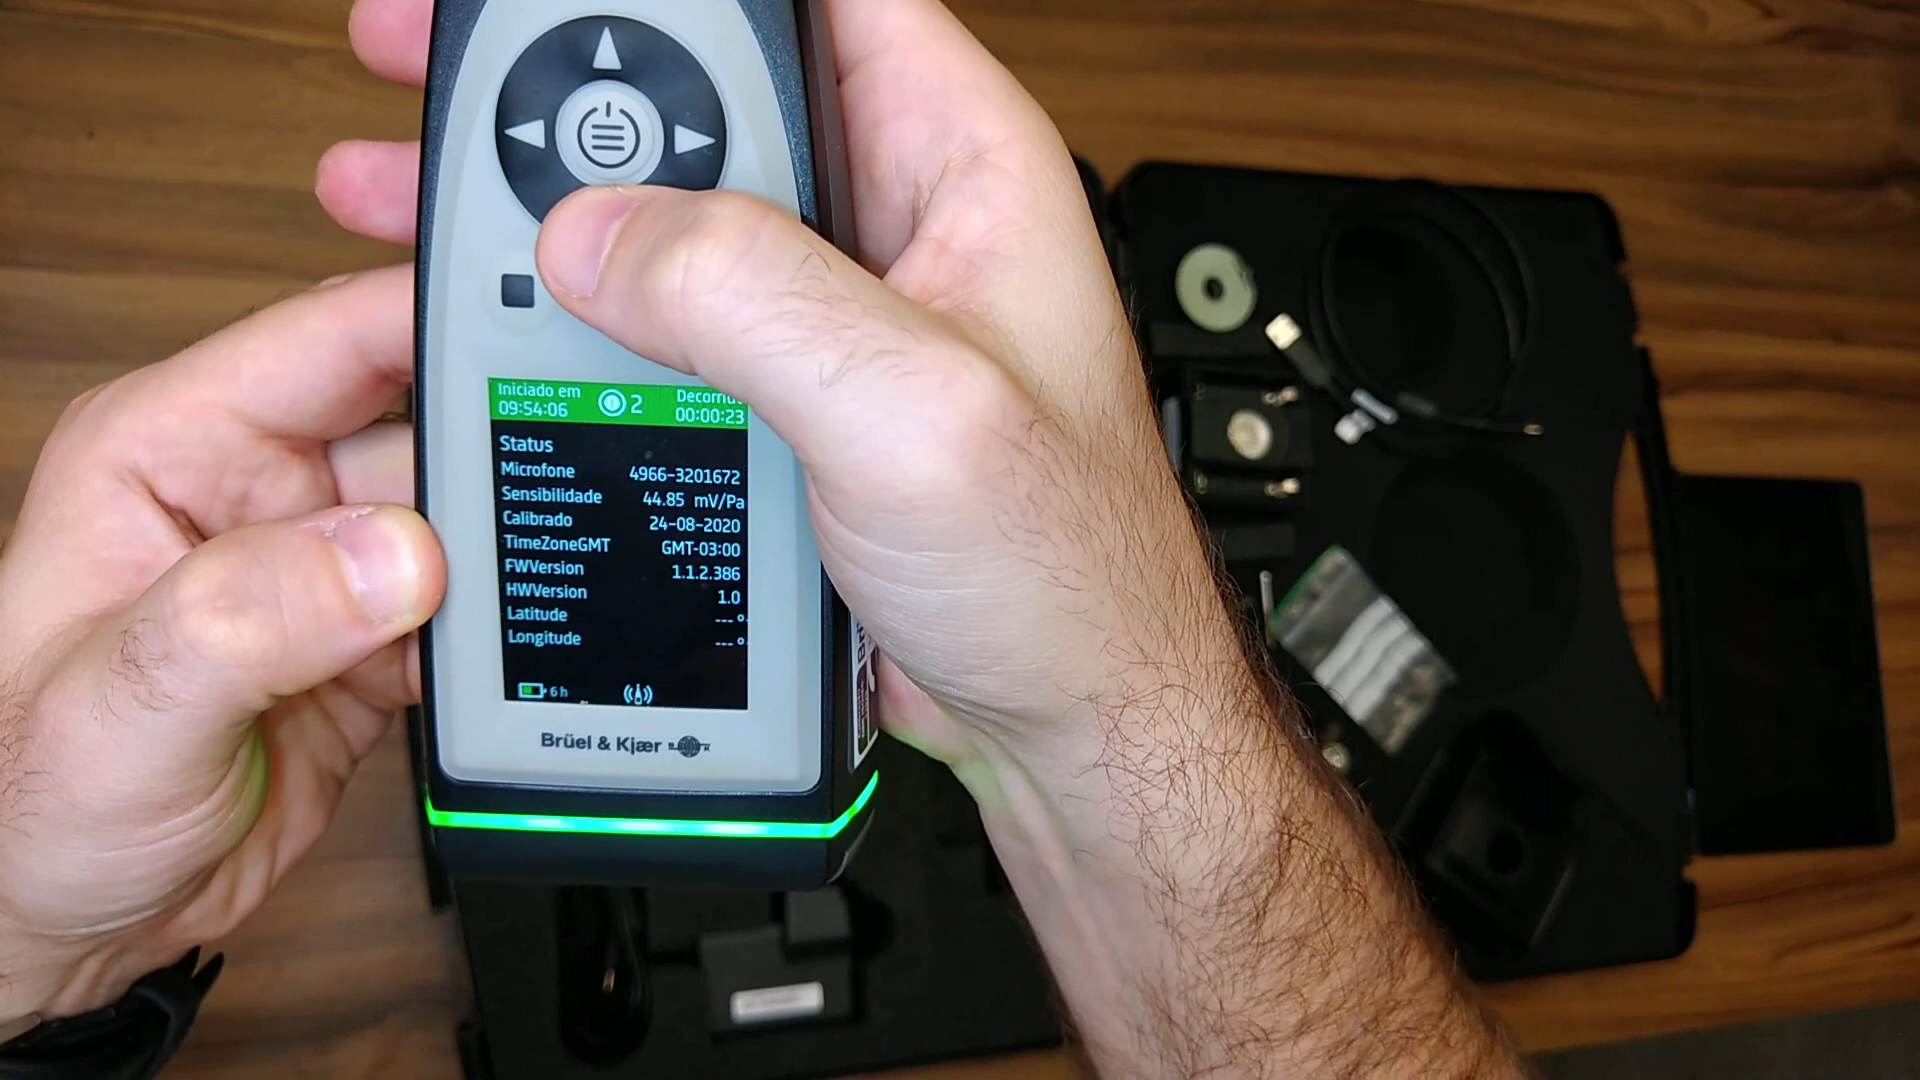 Iniciado em 2 Decorrido
09:54:06 00:00:23
Status
Microfone 4966-3201672
Sensibilidade 44.85 mV/Pa
Calibrado 24-08-2020
TimeZoneGMT GMT-03:00
FWVersion 1.1.2.386
HWVersion 1.0
Latitude --- °
Longitude --- °
6 h
Brüel & Kjær